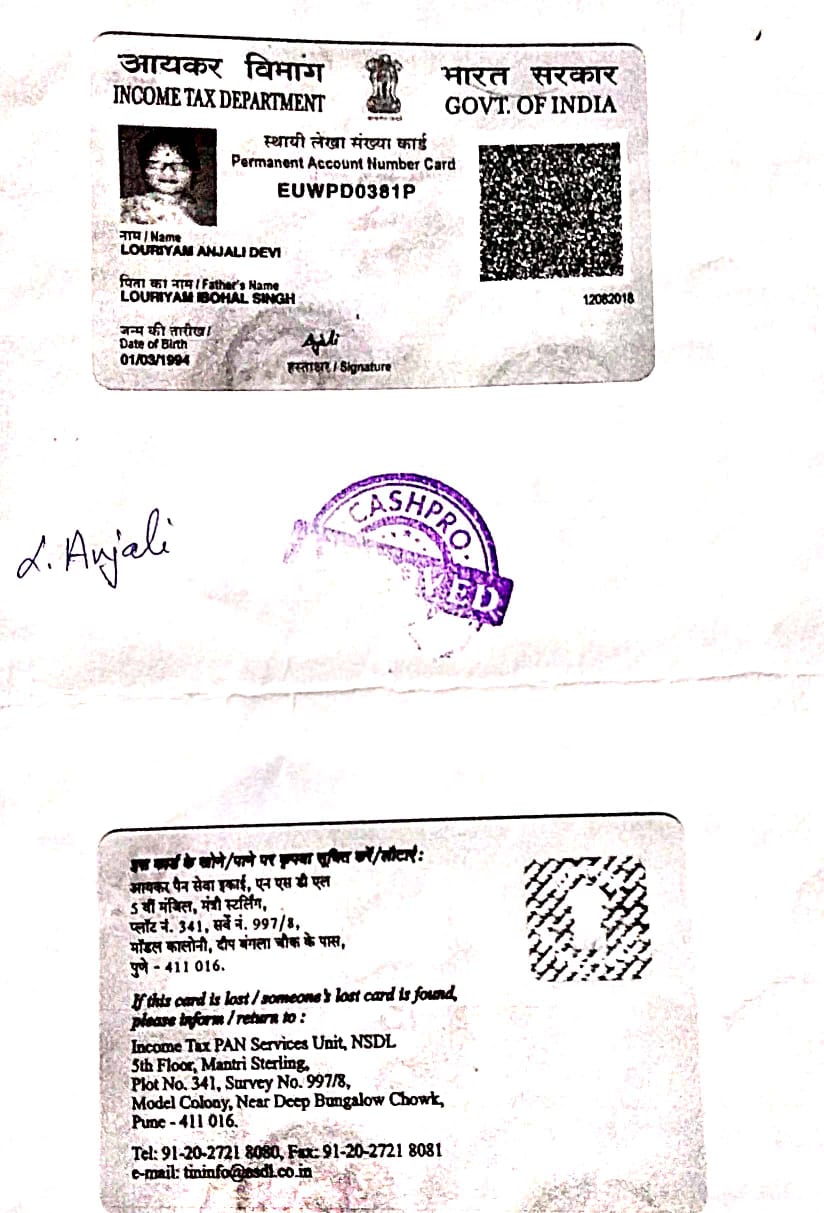 आयकर विमाग
INCOME TAX DEPARTMENT
भारत सरकार
GOVT. OF INDIA
स्थायी लेखा संख्या कार्ड
Permanent Account Number Card
EUWPD0381P
नाम / Name
LOURIYAM ANJALI DEVI
पिता का नाम / Father's Name
LOURIYAM IBOHAL SINGH
12082018
जन्म की तारीख /
Date of Birth
01/03/1994
हस्ताक्षर / Signature
L. Anjali
CASHPRO
इस कार्ड के खोने/पाने पर कृपया सूचित करें/लौटाएं:
आयकर पैन सेवा इकाई, एन एस डी एल
5 वीं मंजिल, मंत्री स्टर्लिंग,
प्लॉट नं. 341, सर्वे नं. 997/8,
मॉडल कालोनी, दीप बंगला चौक के पास,
पुणे - 411 016.
If this card is lost / someone's lost card is found,
please inform / return to :
Income Tax PAN Services Unit, NSDL
5th Floor, Mantri Sterling,
Plot No. 341, Survey No. 997/8,
Model Colony, Near Deep Bungalow Chowk,
Pune - 411 016.
Tel: 91-20-2721 8080, Fax: 91-20-2721 8081
e-mail: tininfo@nsdl.co.in